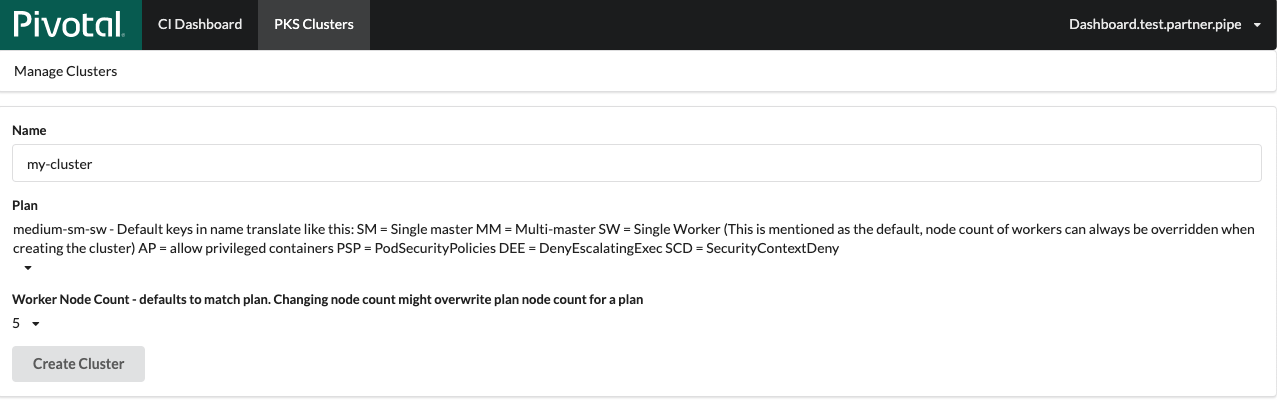 Pivotal.
CI Dashboard
PKS Clusters
Dashboard.test.partner.pipe
Manage Clusters
Name
my-cluster
Plan
medium-sm-sw - Default keys in name translate like this: SM = Single master MM = Multi-master SW = Single Worker (This is mentioned as the default, node count of workers can always be overridden when
creating the cluster) AP = allow privileged containers PSP = PodSecurityPolicies DEE = DenyEscalatingExec SCD = SecurityContextDeny
Worker Node Count - defaults to match plan. Changing node count might overwrite plan node count for a plan
5
Create Cluster